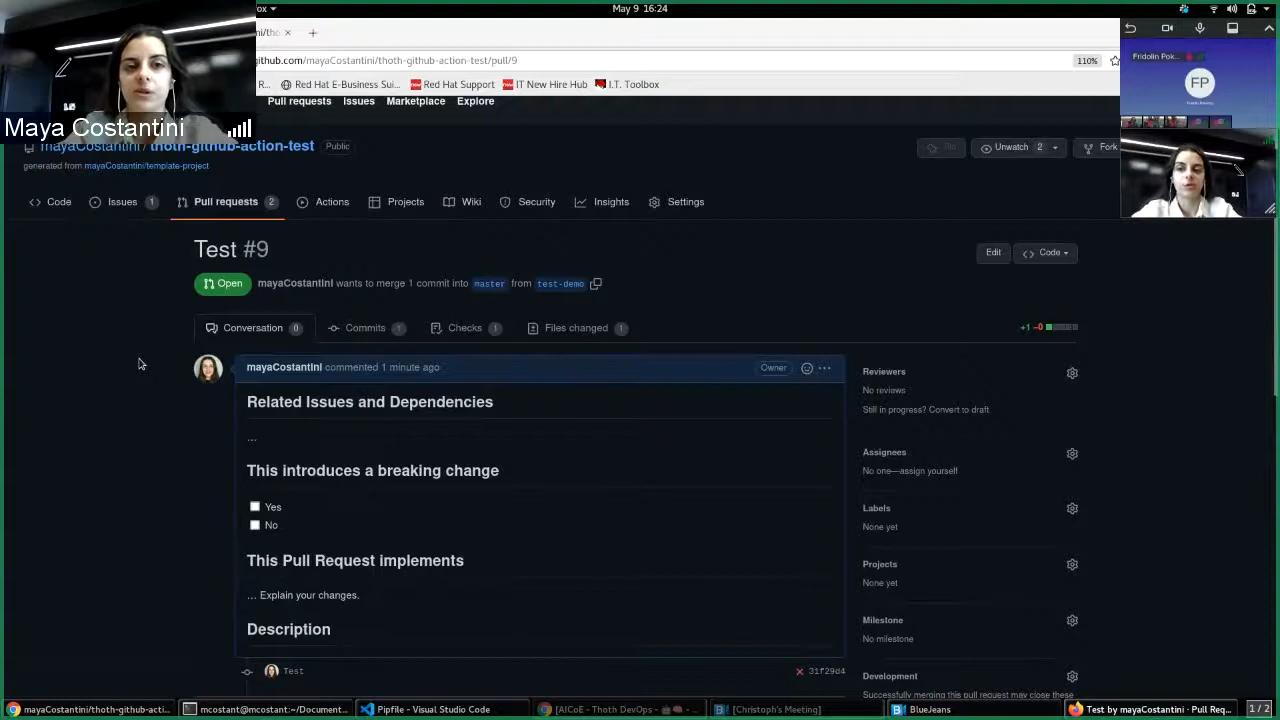 ox
May 9 16:24
i/tho
github.com/mayaCostantini/thoth-github-action-test/pull/9
110%
R...
Red Hat E-Business Sui...
Red Hat Support
IT New Hire Hub
I.T. Toolbox
Fridolin Pok...
FP
Pull requests
Issues
Marketplace
Explore
Maya Costantini
mayaCostantini / thoth-github-action-test
Public
generated from mayaCostantini/template-project
Unwatch 2
Fork
Code
Issues 1
Pull requests 2
Actions
Projects
Wiki
Security
Insights
Settings
Test #9
Edit
Code
Open
mayaCostantini wants to merge 1 commit into master from test-demo
Conversation 0
Commits 1
Checks 1
Files changed 1
+1 −0
mayaCostantini commented 1 minute ago
Owner
Related Issues and Dependencies
…
This introduces a breaking change
Yes
No
This Pull Request implements
… Explain your changes.
Description
Test
31f29d4
Reviewers
No reviews
Still in progress? Convert to draft
Assignees
No one—assign yourself
Labels
None yet
Projects
None yet
Milestone
No milestone
Development
Successfully merging this pull request may close these
mayaCostantini/thoth-github-acti...
mcostant@mcostant:~/Document...
Pipfile - Visual Studio Code
[Christoph's Meeting]
BlueJeans
Test by mayaCostantini · Pull Req...
1 / 2